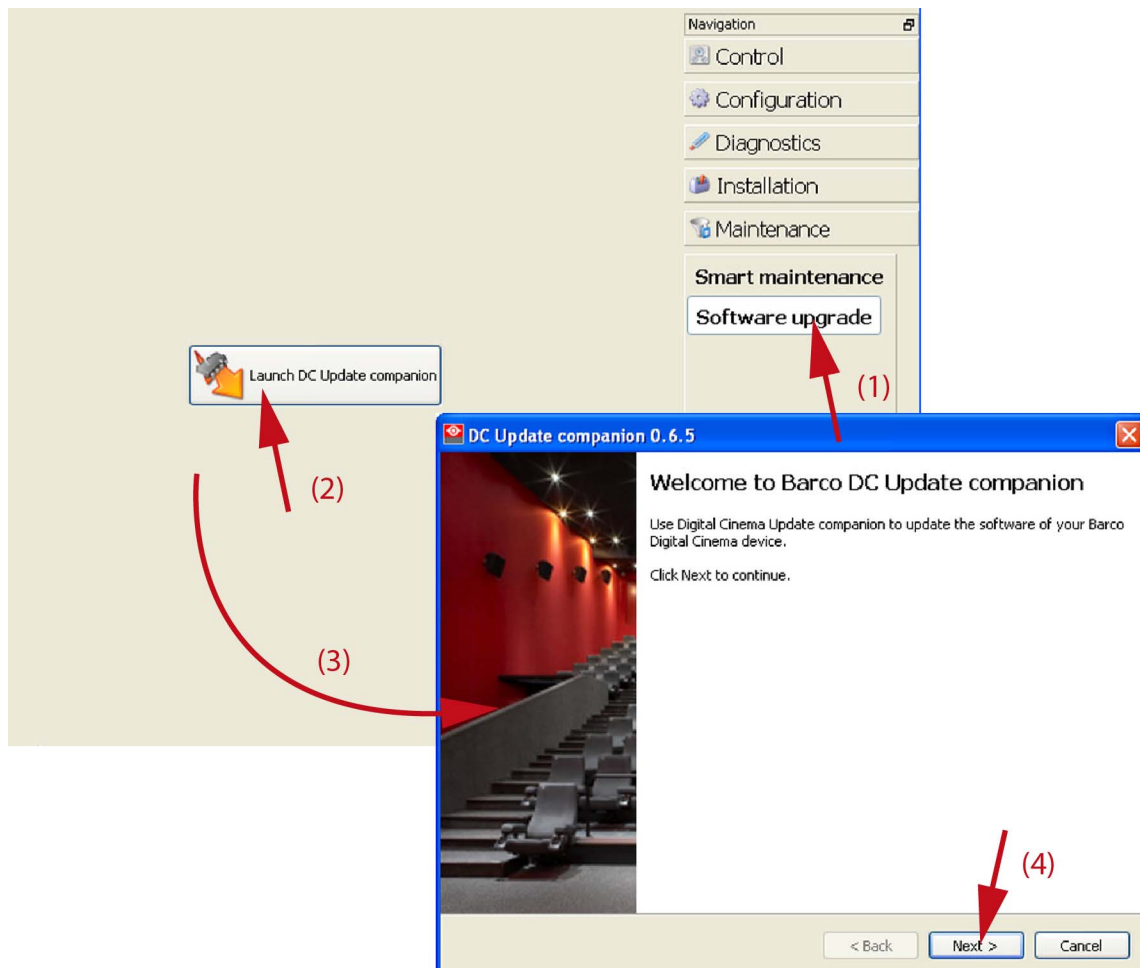 Navigation
Control
Configuration
Diagnostics
Installation
Maintenance
Smart maintenance
Software upgrade
(1)
Launch DC Update companion
(2)
(3)
DC Update companion 0.6.5
Welcome to Barco DC Update companion
Use Digital Cinema Update companion to update the software of your Barco
Digital Cinema device.
Click Next to continue.
(4)
< Back
Next >
Cancel